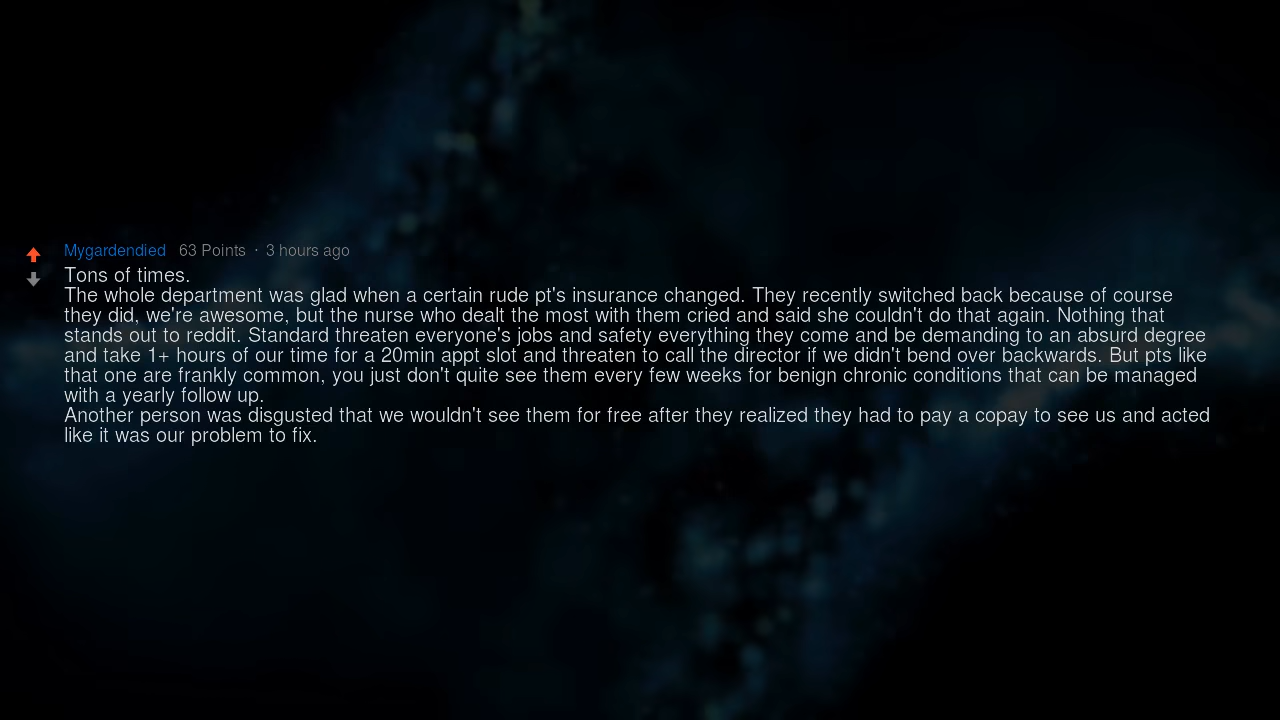 Mygardendied 63 Points · 3 hours ago
Tons of times.
The whole department was glad when a certain rude pt's insurance changed. They recently switched back because of course
they did, we're awesome, but the nurse who dealt the most with them cried and said she couldn't do that again. Nothing that
stands out to reddit. Standard threaten everyone's jobs and safety everything they come and be demanding to an absurd degree
and take 1+ hours of our time for a 20min appt slot and threaten to call the director if we didn't bend over backwards. But pts like
that one are frankly common, you just don't quite see them every few weeks for benign chronic conditions that can be managed
with a yearly follow up.
Another person was disgusted that we wouldn't see them for free after they realized they had to pay a copay to see us and acted
like it was our problem to fix.